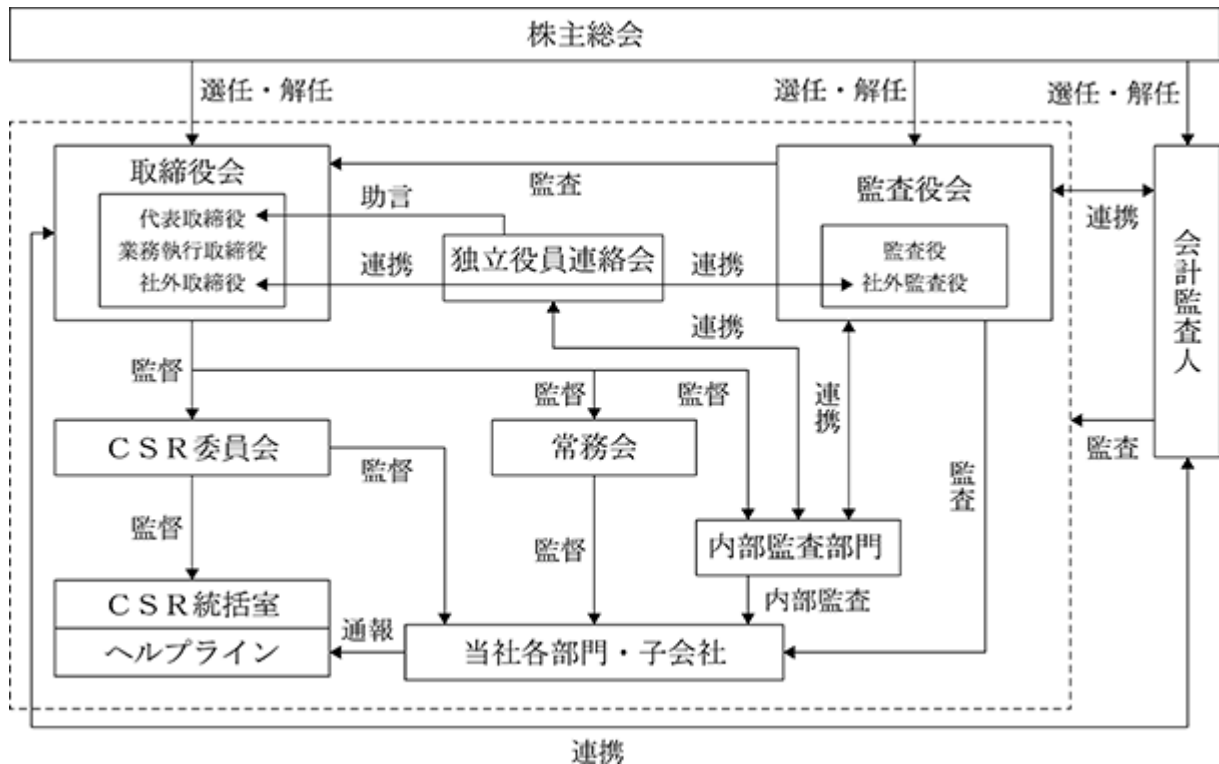 株主総会
選任・解任
選任・解任
選任・解任
取締役会
代表取締役
業務執行取締役
社外取締役
監査
助言
独立役員連絡会
連携
連携
監査役会
監査役
社外監査役
連携
会計監査人
連携
監督
監督
監督
連携
監査
ＣＳＲ委員会
監督
常務会
監査
監督
監督
内部監査部門
内部監査
ＣＳＲ統括室
ヘルプライン
通報
当社各部門・子会社
連携